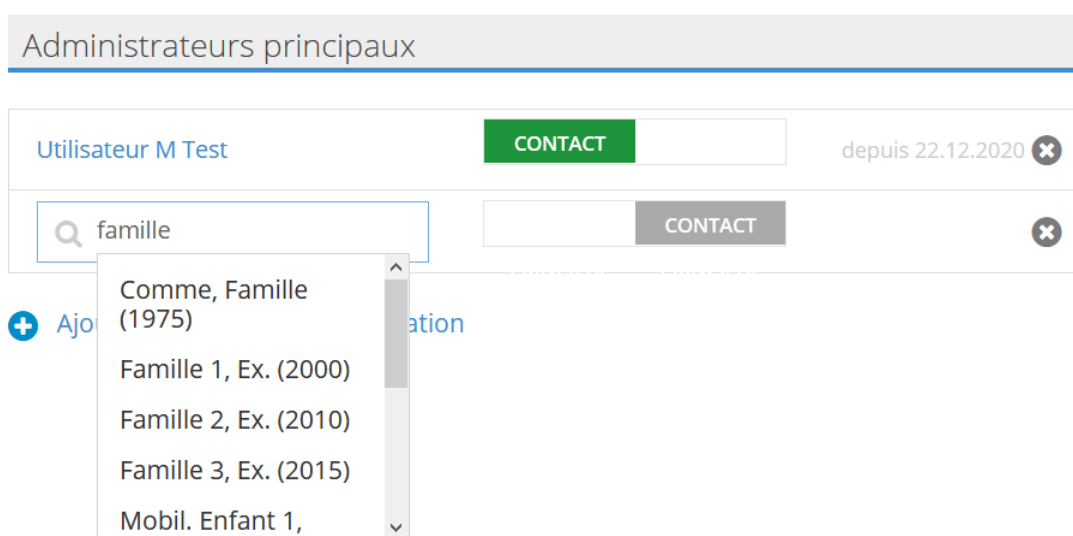 Administrateurs principaux
Utilisateur M Test CONTACT depuis 22.12.2020
famille CONTACT
Comme, Famille
(1975)
Ajo ation
Famille 1, Ex. (2000)
Famille 2, Ex. (2010)
Famille 3, Ex. (2015)
Mobil. Enfant 1,